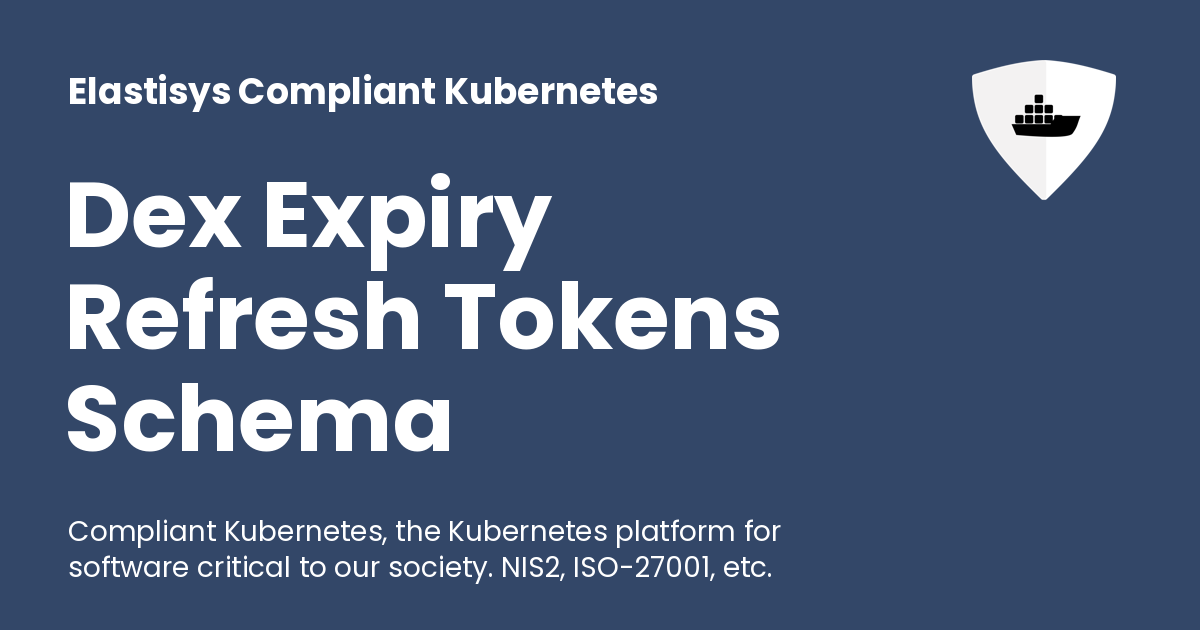 Elastisys Compliant Kubernetes
Dex Expiry
Refresh Tokens
Schema
Compliant Kubernetes, the Kubernetes platform for
software critical to our society. NIS2, ISO-27001, etc.